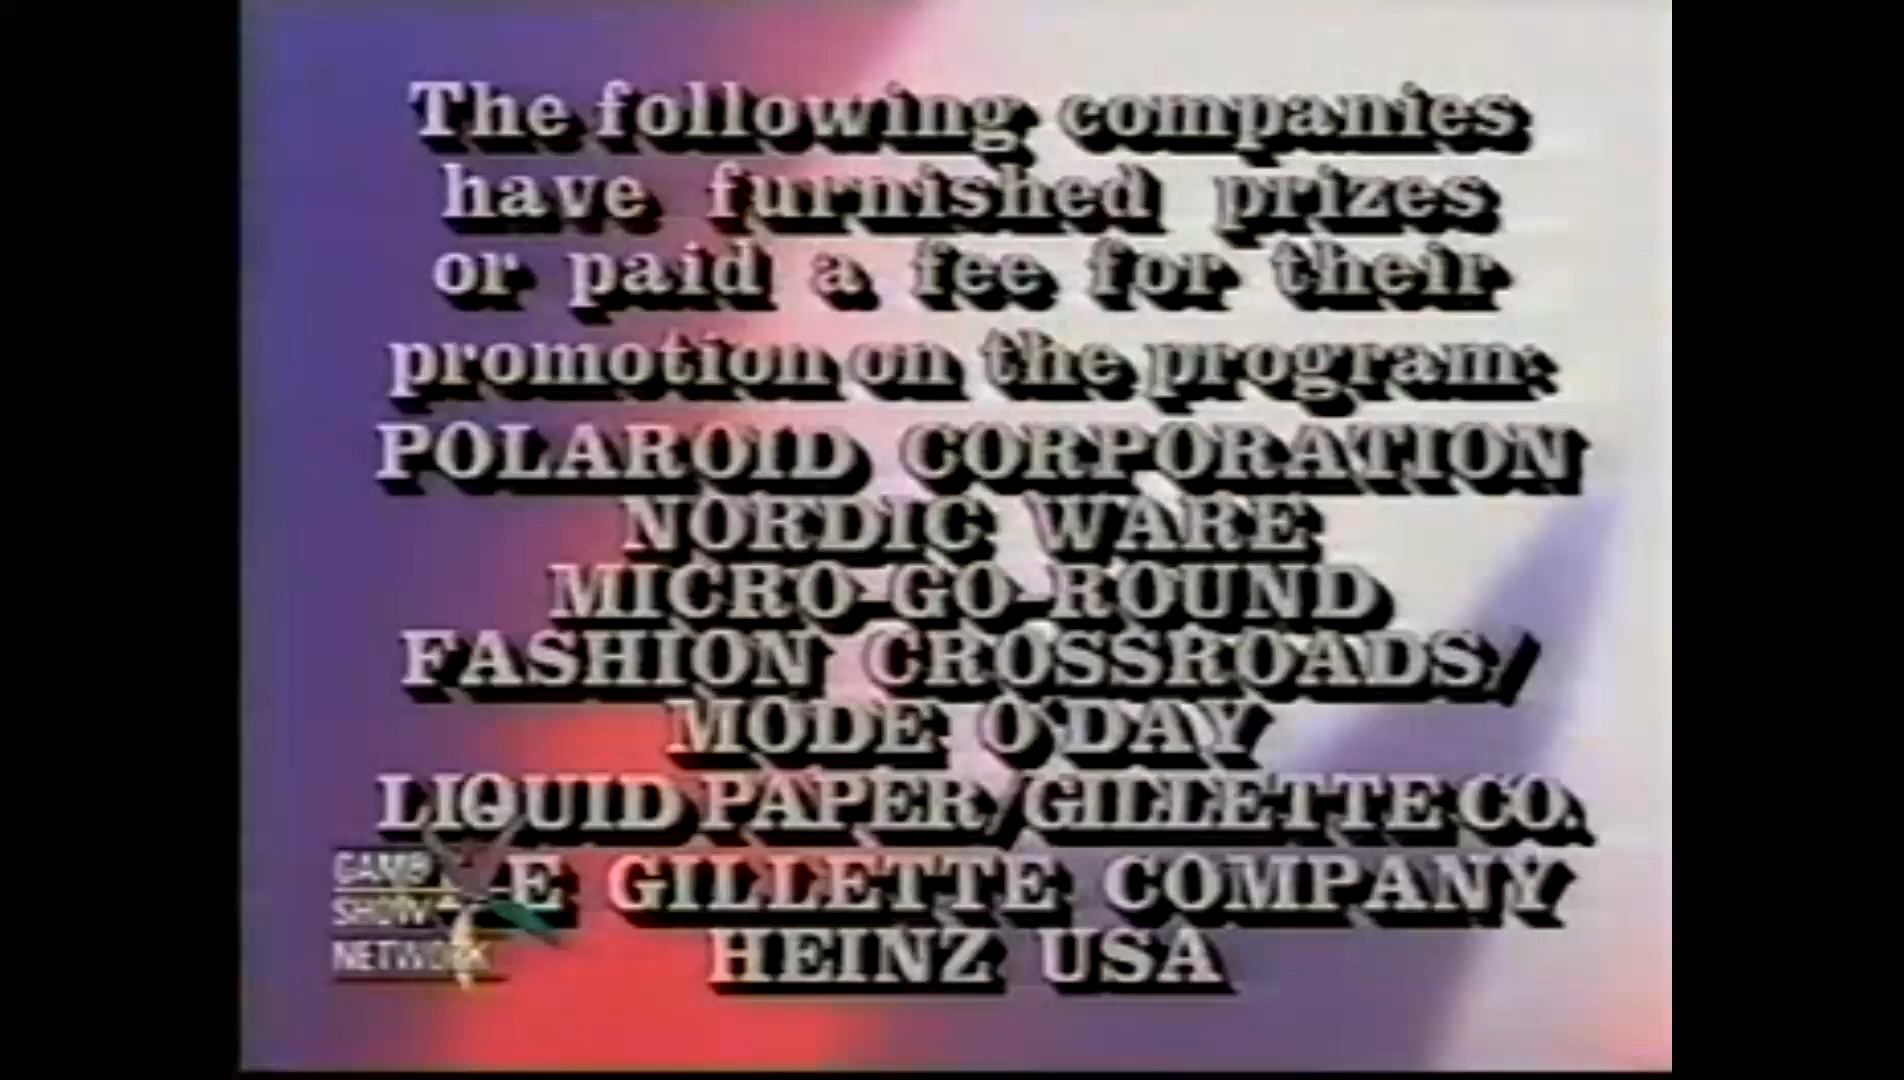 The following companies
have furnished prizes
or paid a fee for their
promotion on the program:
POLAROID CORPORATION
NORDIC WARE
MICRO-GO-ROUND
FASHION CROSSROADS/
MODE O'DAY
LIQUID PAPER/GILLETTE CO.
E GILLETTE COMPANY
HEINZ USA
GAME
SHOW
NETWORK